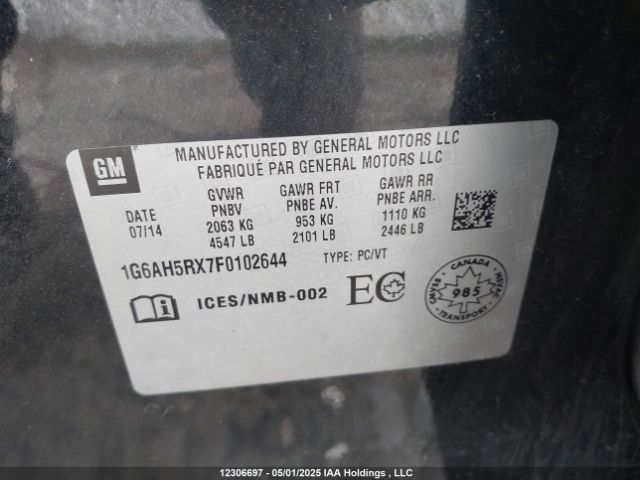 GM
MANUFACTURED BY GENERAL MOTORS LLC
FABRIQUÉ PAR GENERAL MOTORS LLC
DATE
07/14
GVWR
PNBV
2063 KG
4547 LB
GAWR FRT
PNBE AV.
953 KG
2101 LB
GAWR RR
PNBE ARR.
1110 KG
2446 LB
1G6AH5RX7F0102644 TYPE: PC/VT
i ICES/NMB-002 EC
CANADA
CMVSS 985 NSVAC
TRANSPORT
12306697 - 05/01/2025 IAA Holdings , LLC